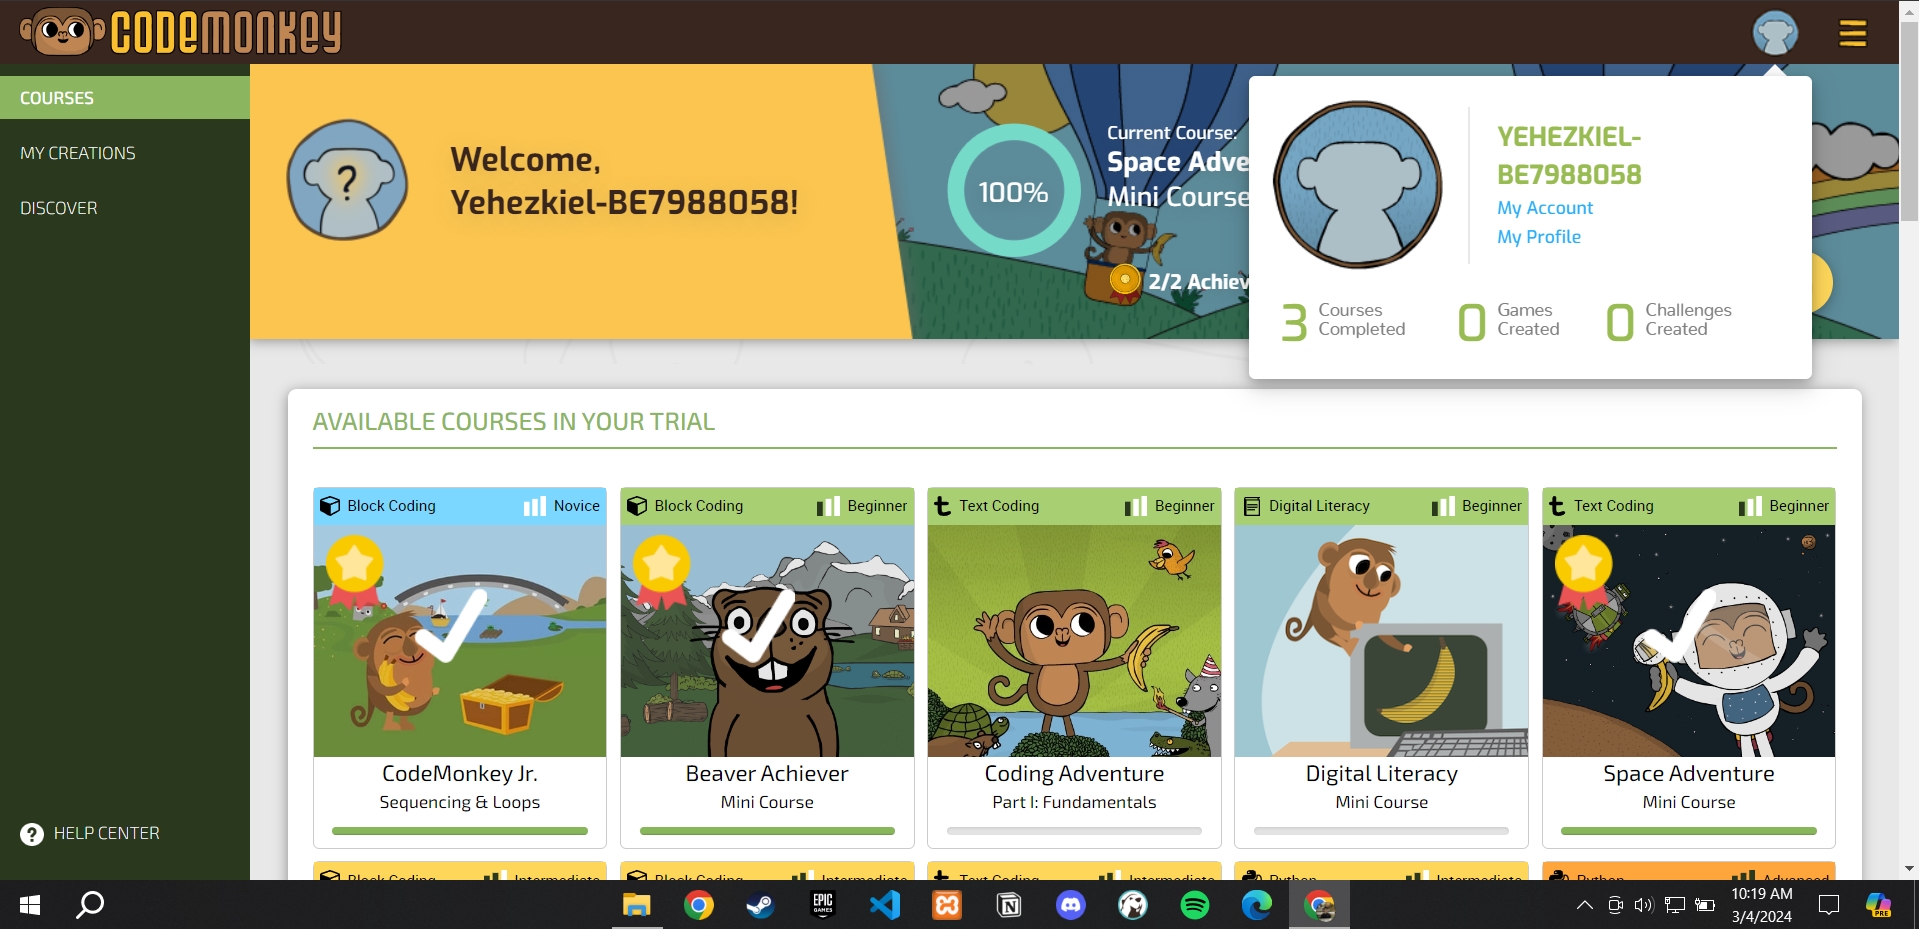 CODEMONKEY
COURSES
MY CREATIONS
DISCOVER
HELP CENTER
?
Welcome,
Yehezkiel-BE7988058!
100%
Current Course:
Space Adve
Mini Course
2/2 Achiev
YEHEZKIEL-
BE7988058
My Account
My Profile
3 Courses Completed
0 Games Created
0 Challenges Created
AVAILABLE COURSES IN YOUR TRIAL
Block Coding Novice
CodeMonkey Jr.
Sequencing & Loops
Block Coding Beginner
Beaver Achiever
Mini Course
Text Coding Beginner
Coding Adventure
Part I: Fundamentals
Digital Literacy Beginner
Digital Literacy
Mini Course
Text Coding Beginner
Space Adventure
Mini Course
Block Coding Intermediate
Block Coding Intermediate
Text Coding Intermediate
Python Intermediate
Python Advanced
EPIC
GAMES
10:19 AM
3/4/2024
PRE